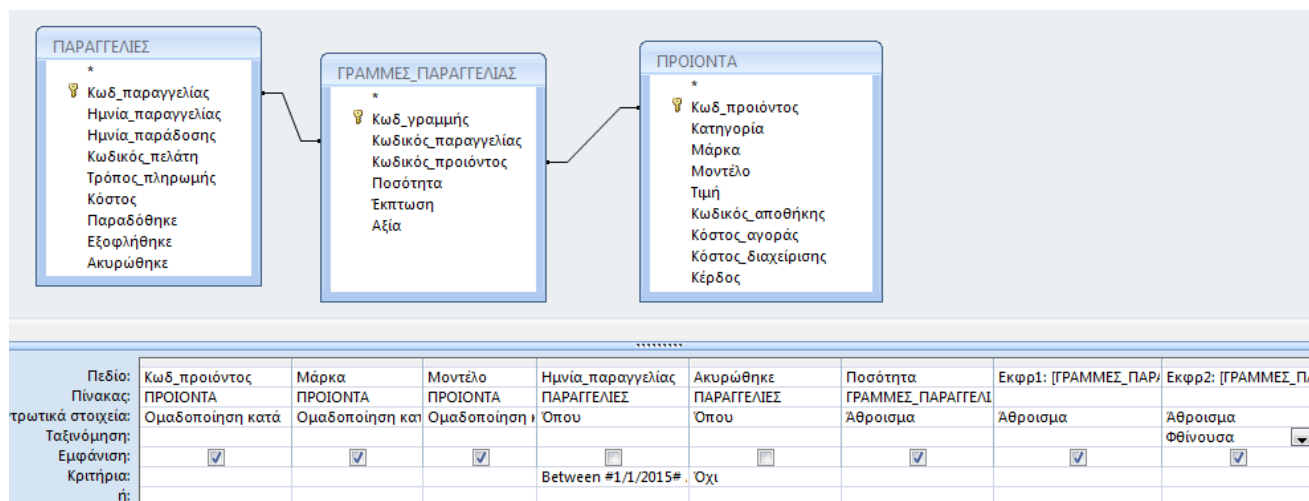 ΠΑΡΑΓΓΕΛΙΕΣ
*
Κωδ_παραγγελίας
Ημνία_παραγγελίας
Ημνία_παράδοσης
Κωδικός_πελάτη
Τρόπος_πληρωμής
Κόστος
Παραδόθηκε
Εξοφλήθηκε
Ακυρώθηκε
ΓΡΑΜΜΕΣ_ΠΑΡΑΓΓΕΛΙΑΣ
*
Κωδ_γραμμής
Κωδικός_παραγγελίας
Κωδικός_προιόντος
Ποσότητα
Έκπτωση
Αξία
ΠΡΟΙΟΝΤΑ
*
Κωδ_προιόντος
Κατηγορία
Μάρκα
Μοντέλο
Τιμή
Κωδικός_αποθήκης
Κόστος_αγοράς
Κόστος_διαχείρισης
Κέρδος
Πεδίο: Κωδ_προιόντος Μάρκα Μοντέλο Ημνία_παραγγελίας Ακυρώθηκε Ποσότητα Εκφρ1: [ΓΡΑΜΜΕΣ_ΠΑΡΑ Εκφρ2: [ΓΡΑΜΜΕΣ_ΠΑ
Πίνακας: ΠΡΟΙΟΝΤΑ ΠΡΟΙΟΝΤΑ ΠΡΟΙΟΝΤΑ ΠΑΡΑΓΓΕΛΙΕΣ ΠΑΡΑΓΓΕΛΙΕΣ ΓΡΑΜΜΕΣ_ΠΑΡΑΓΓΕΛΙ
τρωτικά στοιχεία: Ομαδοποίηση κατά Ομαδοποίηση κατ Ομαδοποίηση κ Όπου Όπου Άθροισμα Άθροισμα Άθροισμα
Ταξινόμηση: Φθίνουσα
Εμφάνιση:
Κριτήρια: Between #1/1/2015# . Όχι
ή: